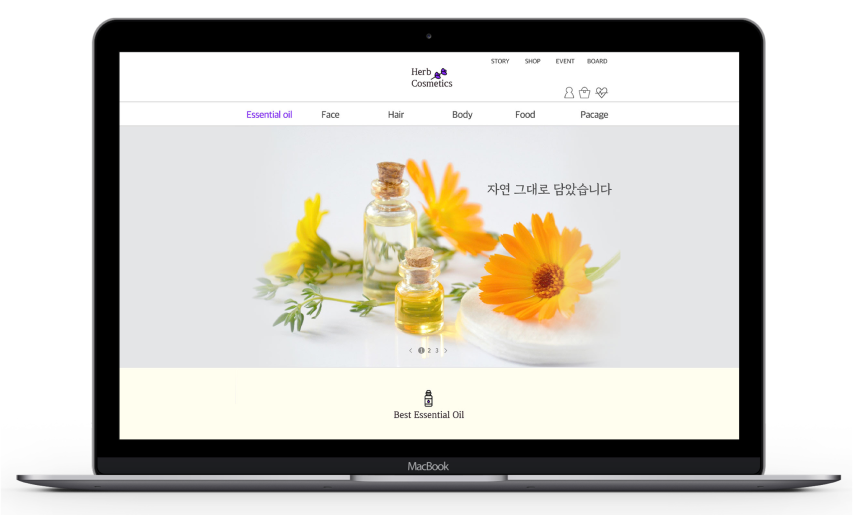 STORY SHOP EVENT BOARD
Herb
Cosmetics
Essential oil Face Hair Body Food Pacage
자연 그대로 담았습니다
< 1 2 3 >
Best Essential Oil
MacBook